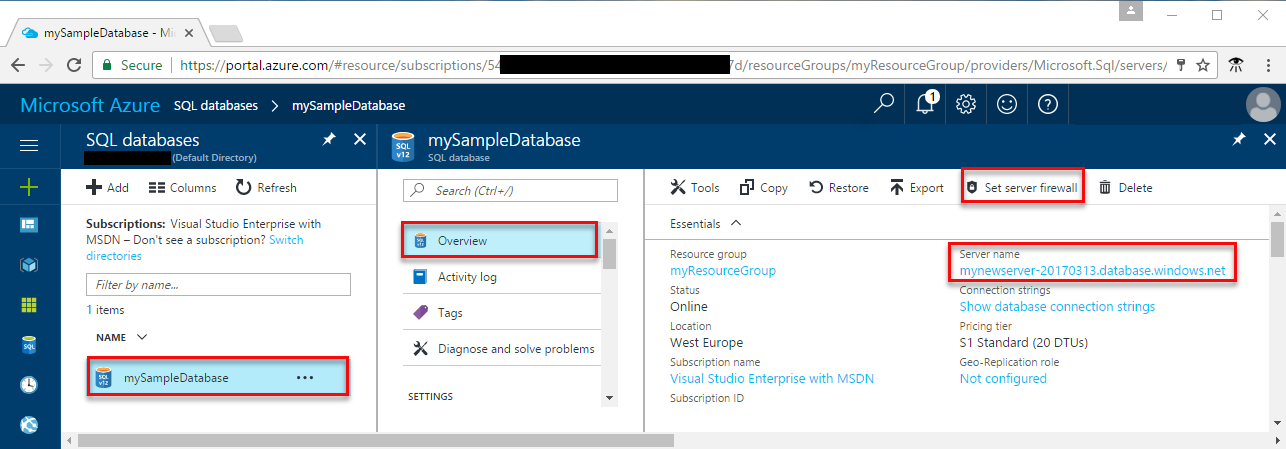 mySampleDatabase - Mi
Secure https://portal.azure.com/#resource/subscriptions/54 7d/resourceGroups/myResourceGroup/providers/Microsoft.Sql/servers/
Microsoft Azure SQL databases > mySampleDatabase
1
SQL databases
(Default Directory)
Add Columns Refresh
Subscriptions: Visual Studio Enterprise with
MSDN – Don't see a subscription? Switch
directories
Filter by name...
1 items
NAME
SQL v12 mySampleDatabase ...
SQL
SQL v12
mySampleDatabase
SQL database
Search (Ctrl+/)
Overview
Activity log
Tags
Diagnose and solve problems
SETTINGS
Tools Copy Restore Export Set server firewall Delete
Essentials
Resource group
myResourceGroup
Status
Online
Location
West Europe
Subscription name
Visual Studio Enterprise with MSDN
Subscription ID
Server name
mynewserver-20170313.database.windows.net
Connection strings
Show database connection strings
Pricing tier
S1 Standard (20 DTUs)
Geo-Replication role
Not configured